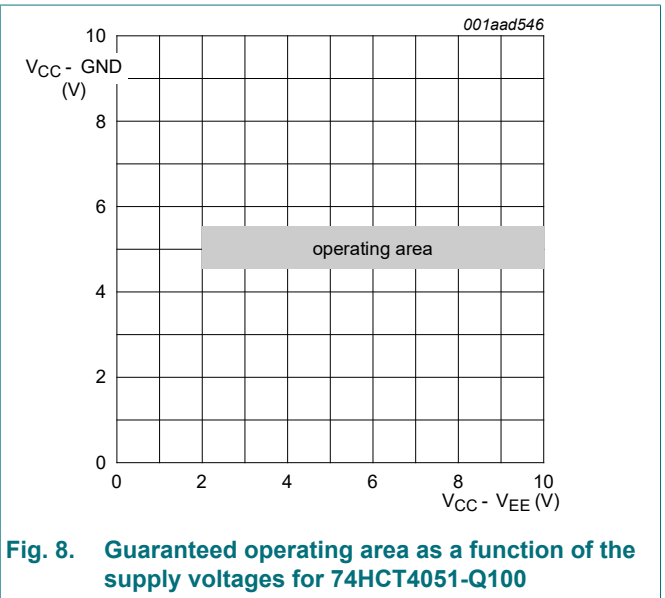 001aad546
10
VCC - GND
(V)
8
6
operating area
4
2
0
0 2 4 6 8 10
VCC - VEE (V)
Fig. 8. Guaranteed operating area as a function of the
supply voltages for 74HCT4051-Q100